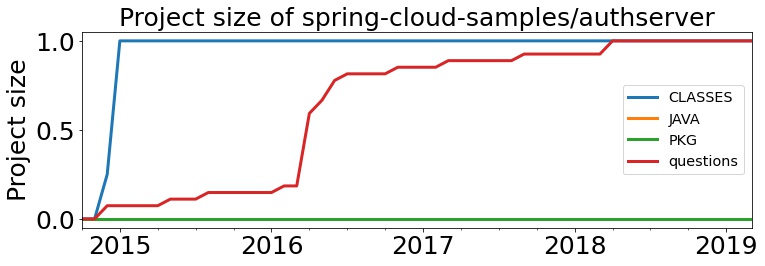 Project size of spring-cloud-samples/authserver
Project size
1.0
0.5
0.0
CLASSES
JAVA
PKG
questions
2015 2016 2017 2018 2019